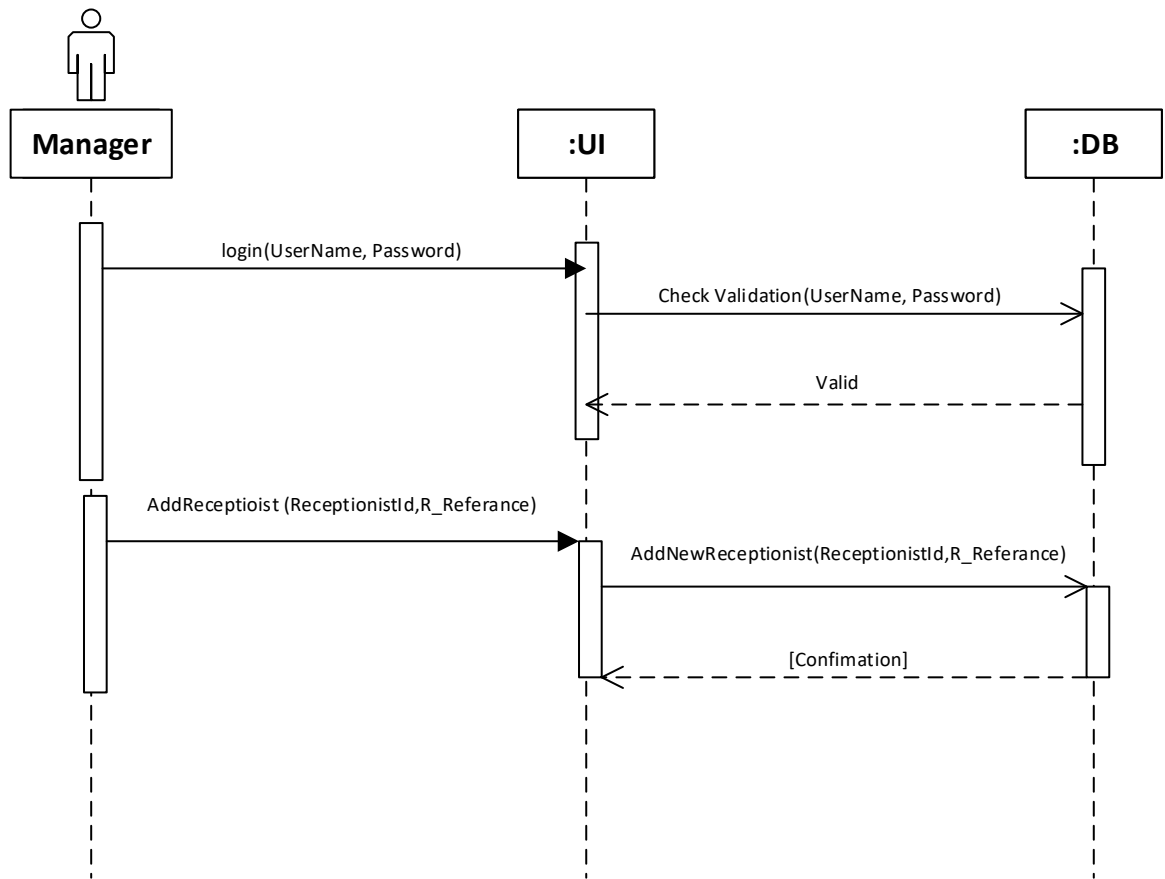 Manager
:UI
:DB
login(UserName, Password)
Check Validation(UserName, Password)
Valid
AddReceptioist (ReceptionistId,R_Referance)
AddNewReceptionist(ReceptionistId,R_Referance)
[Confimation]